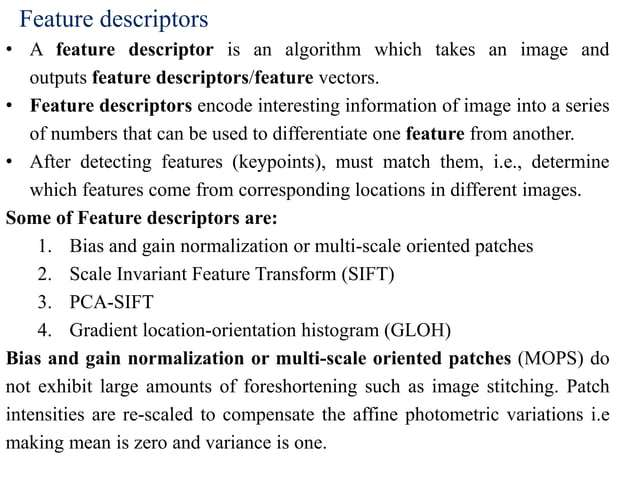 Feature descriptors
• A feature descriptor is an algorithm which takes an image and
outputs feature descriptors/feature vectors.
• Feature descriptors encode interesting information of image into a series
of numbers that can be used to differentiate one feature from another.
• After detecting features (keypoints), must match them, i.e., determine
which features come from corresponding locations in different images.
Some of Feature descriptors are:
1. Bias and gain normalization or multi-scale oriented patches
2. Scale Invariant Feature Transform (SIFT)
3. PCA-SIFT
4. Gradient location-orientation histogram (GLOH)
Bias and gain normalization or multi-scale oriented patches (MOPS) do
not exhibit large amounts of foreshortening such as image stitching. Patch
intensities are re-scaled to compensate the affine photometric variations i.e
making mean is zero and variance is one.